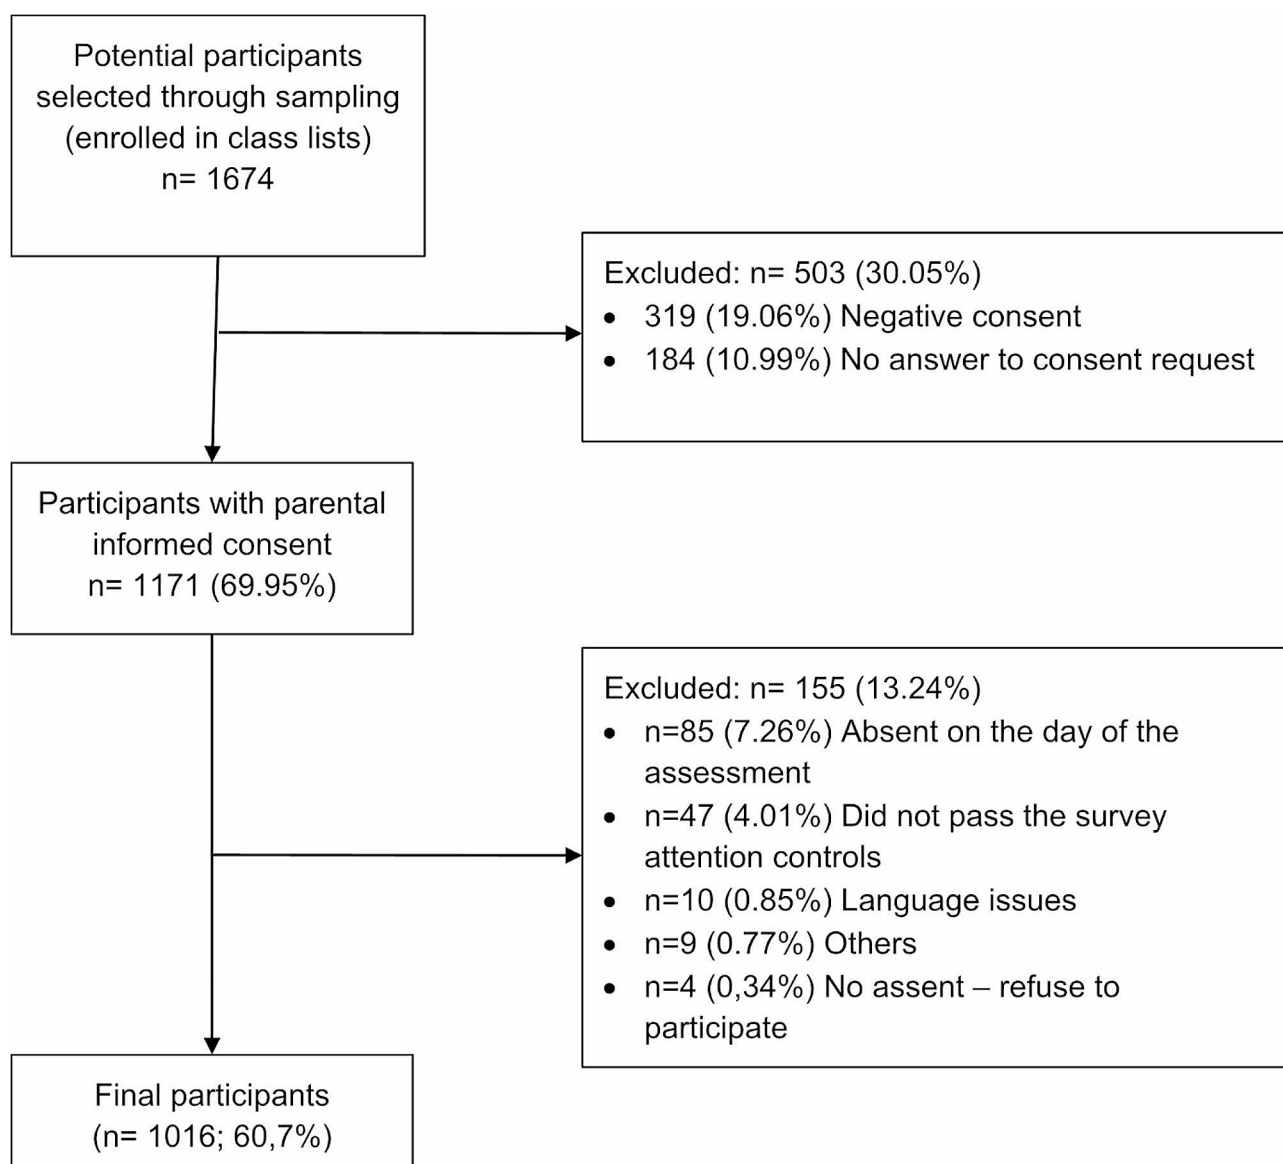 Potential participants
selected through sampling
(enrolled in class lists)
n= 1674
Excluded: n= 503 (30.05%)
• 319 (19.06%) Negative consent
• 184 (10.99%) No answer to consent request
Participants with parental
informed consent
n= 1171 (69.95%)
Excluded: n= 155 (13.24%)
• n=85 (7.26%) Absent on the day of the
assessment
• n=47 (4.01%) Did not pass the survey
attention controls
• n=10 (0.85%) Language issues
• n=9 (0.77%) Others
• n=4 (0,34%) No assent – refuse to
participate
Final participants
(n= 1016; 60,7%)